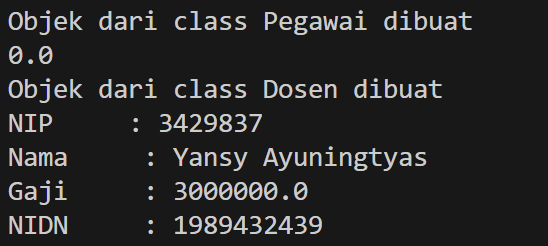 Objek dari class Pegawai dibuat
0.0
Objek dari class Dosen dibuat
NIP     : 3429837
Nama     : Yansy Ayuningtyas
Gaji     : 3000000.0
NIDN     : 1989432439